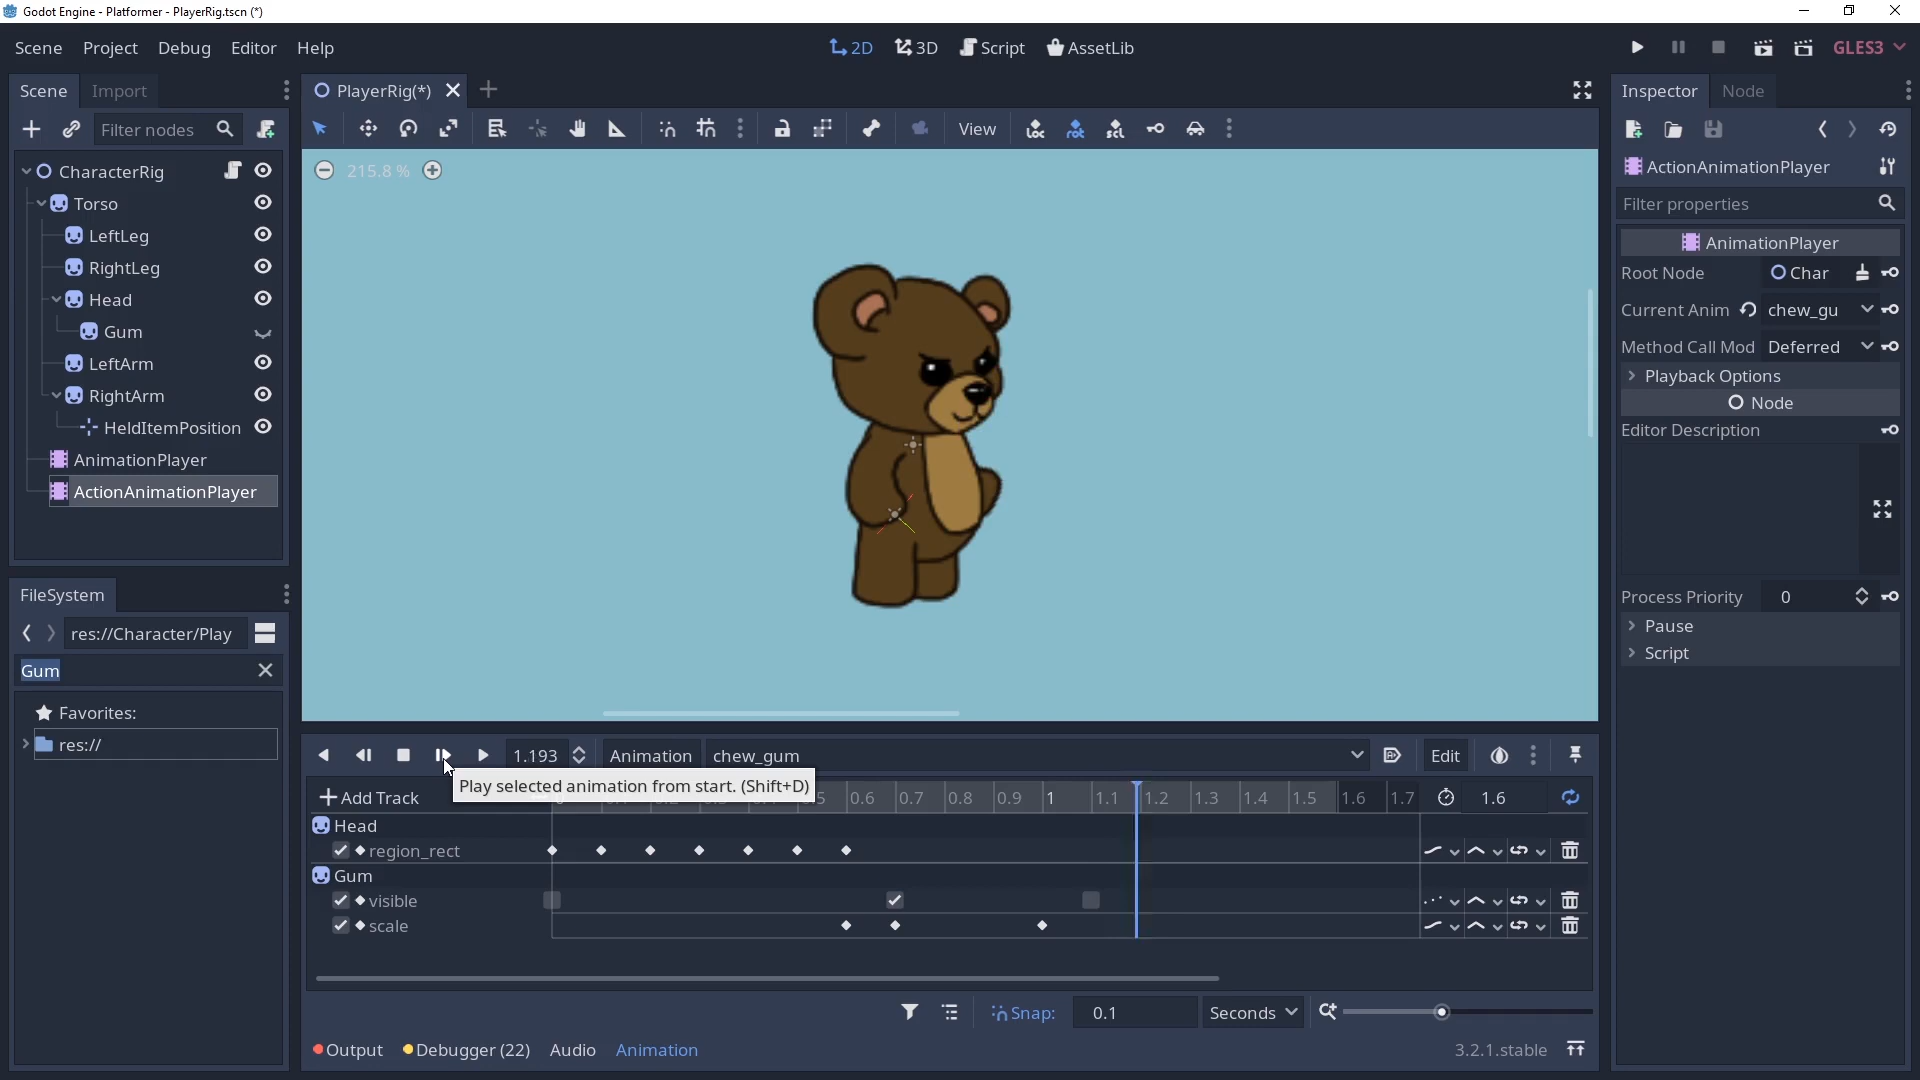 Godot Engine - Platformer - PlayerRig.tscn (*)
Scene Project Debug Editor Help
2D 3D Script AssetLib
GLES3
Scene Import
PlayerRig(*)
Inspector Node
Filter nodes
View
CharacterRig
Torso
LeftLeg
RightLeg
Head
Gum
LeftArm
RightArm
HeldItemPosition
AnimationPlayer
ActionAnimationPlayer
215.8 %
ActionAnimationPlayer
Filter properties
AnimationPlayer
Root Node Char
Current Anim chew_gu
Method Call Mod Deferred
Playback Options
Node
Editor Description
Process Priority 0
Pause
Script
FileSystem
res://Character/Play
Gum
Favorites:
res://
1.193 Animation chew_gum Edit
Play selected animation from start. (Shift+D)
Add Track 0.6 0.7 0.8 0.9 1 1.1 1.2 1.3 1.4 1.5 1.6 1.7 1.6
Head
region_rect
Gum
visible
scale
Snap: 0.1 Seconds
Output Debugger (22) Audio Animation 3.2.1.stable